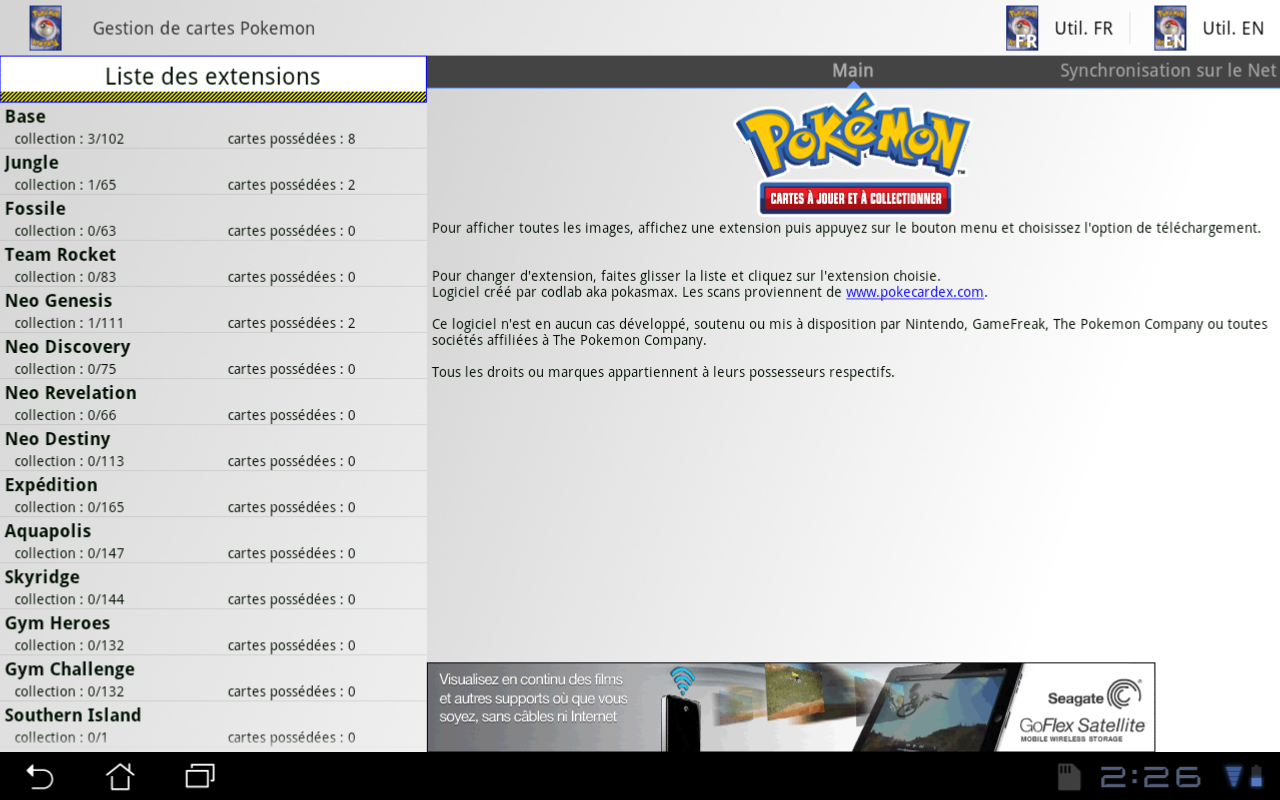 Gestion de cartes Pokemon
FR Util. FR
EN Util. EN
Liste des extensions
Main
Synchronisation sur le Net
Base
collection : 3/102 cartes possédées : 8
Jungle
collection : 1/65 cartes possédées : 2
Fossile
collection : 0/63 cartes possédées : 0
Team Rocket
collection : 0/83 cartes possédées : 0
Neo Genesis
collection : 1/111 cartes possédées : 2
Neo Discovery
collection : 0/75 cartes possédées : 0
Neo Revelation
collection : 0/66 cartes possédées : 0
Neo Destiny
collection : 0/113 cartes possédées : 0
Expédition
collection : 0/165 cartes possédées : 0
Aquapolis
collection : 0/147 cartes possédées : 0
Skyridge
collection : 0/144 cartes possédées : 0
Gym Heroes
collection : 0/132 cartes possédées : 0
Gym Challenge
collection : 0/132 cartes possédées : 0
Southern Island
collection : 0/1 cartes possédées : 0
POKéMON™
CARTES À JOUER ET À COLLECTIONNER
Pour afficher toutes les images, affichez une extension puis appuyez sur le bouton menu et choisissez l'option de téléchargement.
Pour changer d'extension, faites glisser la liste et cliquez sur l'extension choisie.
Logiciel créé par codlab aka pokasmax. Les scans proviennent de www.pokecardex.com.
Ce logiciel n'est en aucun cas développé, soutenu ou mis à disposition par Nintendo, GameFreak, The Pokemon Company ou toutes
sociétés affiliées à The Pokemon Company.
Tous les droits ou marques appartiennent à leurs possesseurs respectifs.
Visualisez en continu des films
et autres supports où que vous
soyez, sans câbles ni Internet
Seagate
GoFlex Satellite
MOBILE WIRELESS STORAGE
2:26